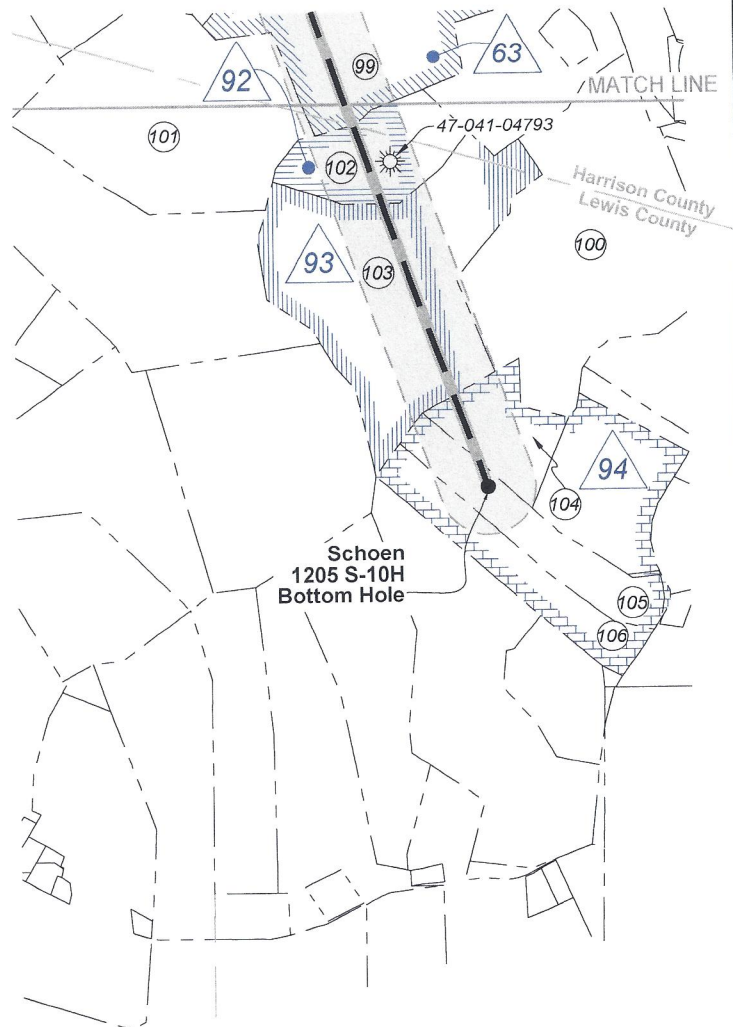 99
63
92
MATCH LINE
101
47-041-04793
102
Harrison County
Lewis County
100
93
103
94
104
Schoen
1205 S-10H
Bottom Hole
105
106